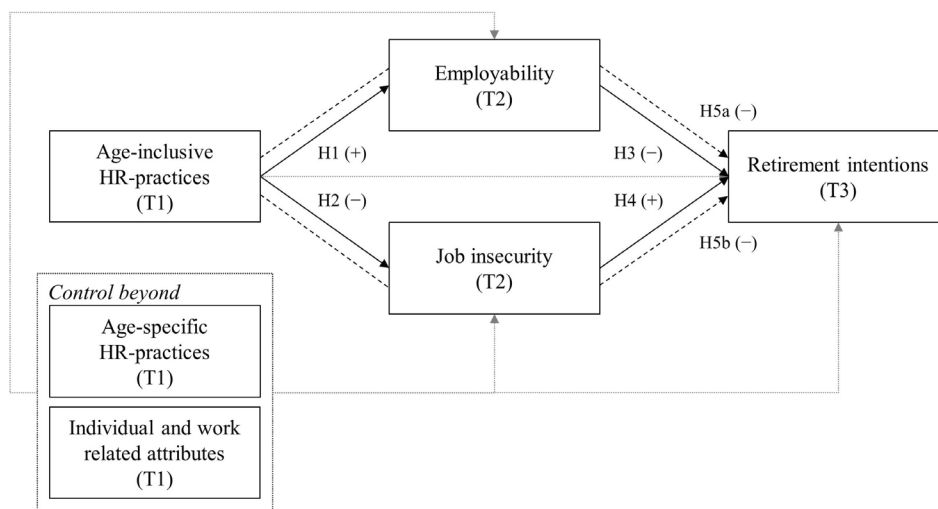 Employability
(T2)
H5a (−)
Age-inclusive
HR-practices
(T1)
H1 (+)
H3 (−)
Retirement intentions
(T3)
H2 (−)
H4 (+)
Job insecurity
(T2)
H5b (−)
Control beyond
Age-specific
HR-practices
(T1)
Individual and work
related attributes
(T1)